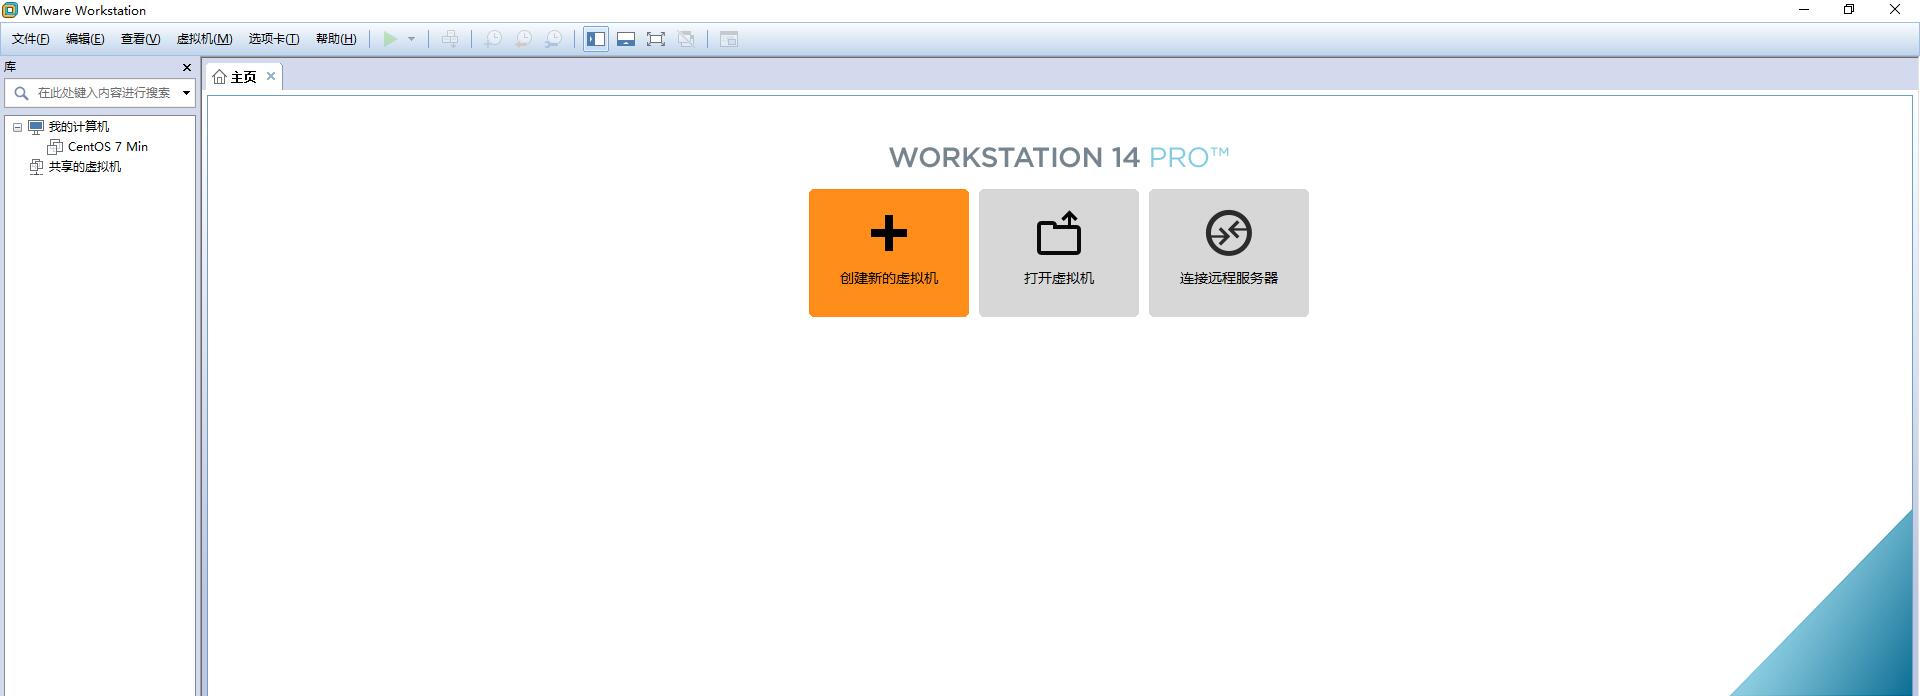 VMware Workstation
文件(F) 编辑(E) 查看(V) 虚拟机(M) 选项卡(T) 帮助(H)
库
在此处键入内容进行搜索
我的计算机
CentOS 7 Min
共享的虚拟机
主页
WORKSTATION 14 PRO™
创建新的虚拟机 打开虚拟机 连接远程服务器